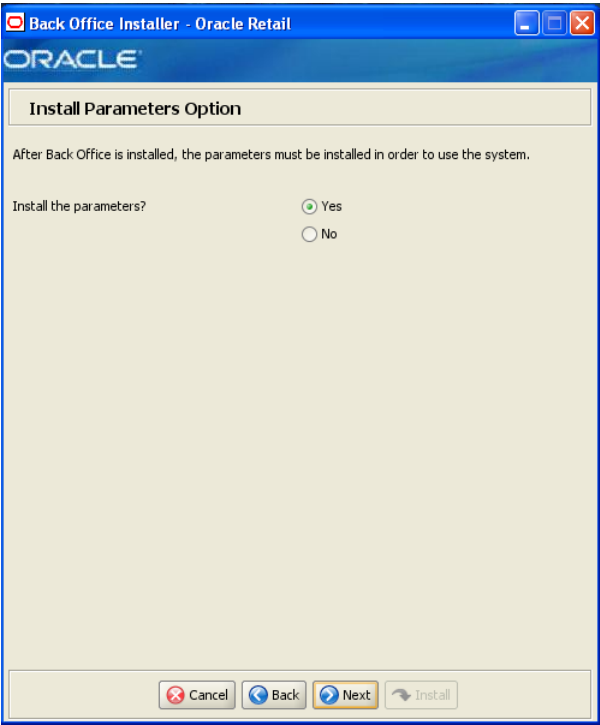 Back Office Installer - Oracle Retail
ORACLE
Install Parameters Option
After Back Office is installed, the parameters must be installed in order to use the system.
Install the parameters?
Yes
No
Cancel
Back
Next
Install